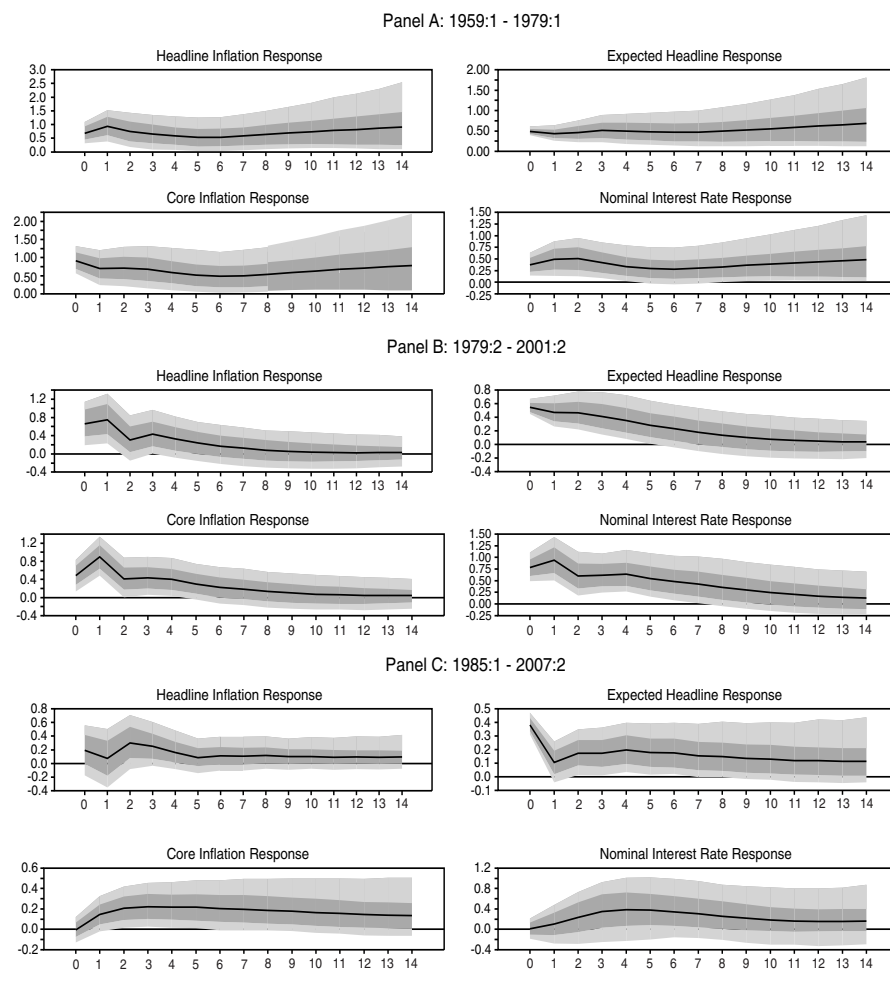 Panel A: 1959:1 - 1979:1
Headline Inflation Response
3.0
2.5
2.0
1.5
1.0
0.5
0.0
0 1 2 3 4 5 6 7 8 9 10 11 12 13 14
Expected Headline Response
2.00
1.50
1.00
0.50
0.00
0 1 2 3 4 5 6 7 8 9 10 11 12 13 14
Core Inflation Response
2.00
1.50
1.00
0.50
0.00
0 1 2 3 4 5 6 7 8 9 10 11 12 13 14
Nominal Interest Rate Response
1.50
1.25
1.00
0.75
0.50
0.25
0.00
-0.25
0 1 2 3 4 5 6 7 8 9 10 11 12 13 14
Panel B: 1979:2 - 2001:2
Headline Inflation Response
1.2
0.8
0.4
0.0
-0.4
0 1 2 3 4 5 6 7 8 9 10 11 12 13 14
Expected Headline Response
0.8
0.6
0.4
0.2
0.0
-0.2
-0.4
0 1 2 3 4 5 6 7 8 9 10 11 12 13 14
Core Inflation Response
1.2
0.8
0.4
0.0
-0.4
0 1 2 3 4 5 6 7 8 9 10 11 12 13 14
Nominal Interest Rate Response
1.50
1.25
1.00
0.75
0.50
0.25
0.00
-0.25
0 1 2 3 4 5 6 7 8 9 10 11 12 13 14
Panel C: 1985:1 - 2007:2
Headline Inflation Response
0.8
0.6
0.4
0.2
0.0
-0.2
-0.4
0 1 2 3 4 5 6 7 8 9 10 11 12 13 14
Expected Headline Response
0.5
0.4
0.3
0.2
0.1
0.0
-0.1
0 1 2 3 4 5 6 7 8 9 10 11 12 13 14
Core Inflation Response
0.6
0.4
0.2
0.0
-0.2
0 1 2 3 4 5 6 7 8 9 10 11 12 13 14
Nominal Interest Rate Response
1.2
0.8
0.4
0.0
-0.4
0 1 2 3 4 5 6 7 8 9 10 11 12 13 14